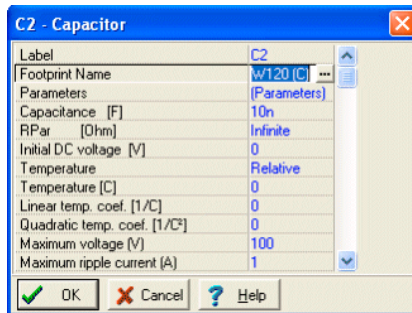 C2 - Capacitor
Label C2
Footprint Name W120 (C) ...
Parameters (Parameters)
Capacitance [F] 10n
RPar [Ohm] Infinite
Initial DC voltage [V] 0
Temperature Relative
Temperature [C] 0
Linear temp. coef. [1/C] 0
Quadratic temp. coef. [1/C²] 0
Maximum voltage (V) 100
Maximum ripple current (A) 1
OK Cancel ? Help